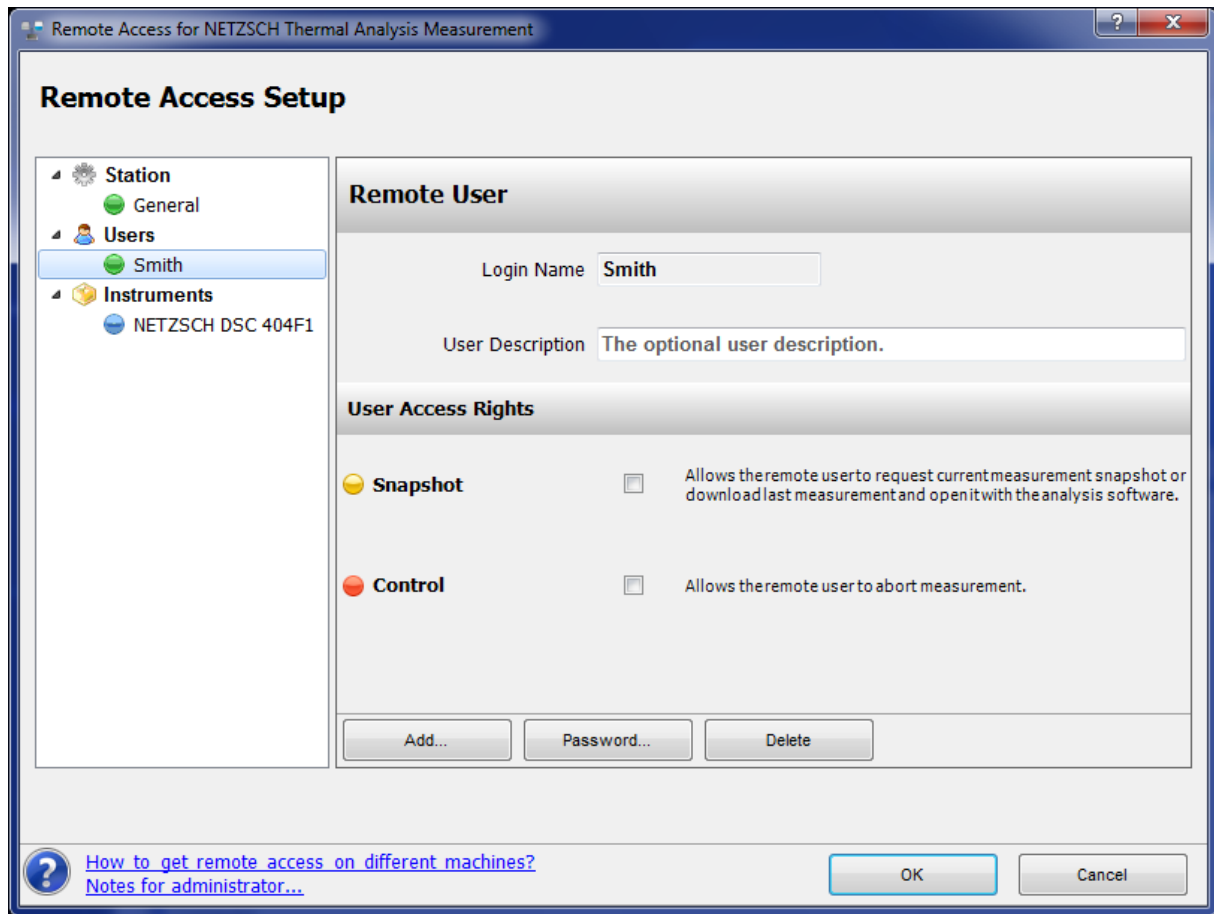 Remote Access for NETZSCH Thermal Analysis Measurement
Remote Access Setup
Station
General
Users
Smith
Instruments
NETZSCH DSC 404F1
Remote User
Login Name Smith
User Description The optional user description.
User Access Rights
Snapshot
Allows the remote user to request current measurement snapshot or
download last measurement and open it with the analysis software.
Control
Allows the remote user to abort measurement.
Add... Password... Delete
How to get remote access on different machines?
Notes for administrator...
OK Cancel